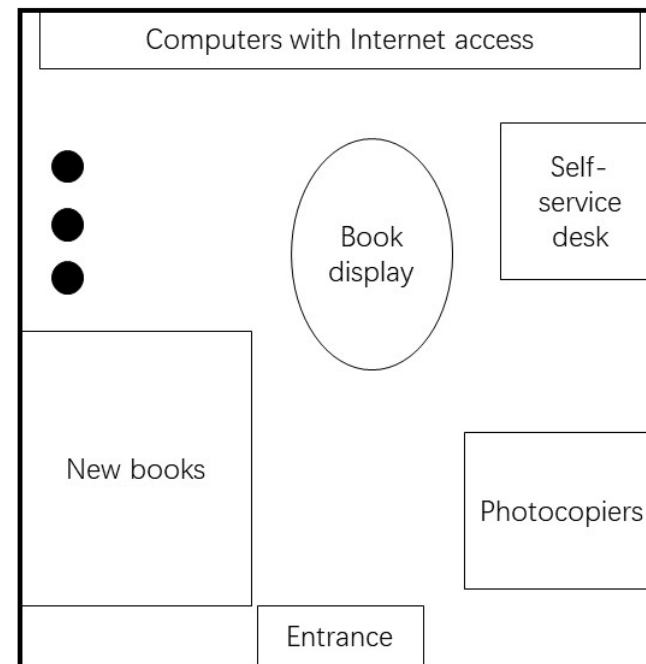 Computers with Internet access
Self-
service
desk
Book
display
New books
Photocopiers
Entrance